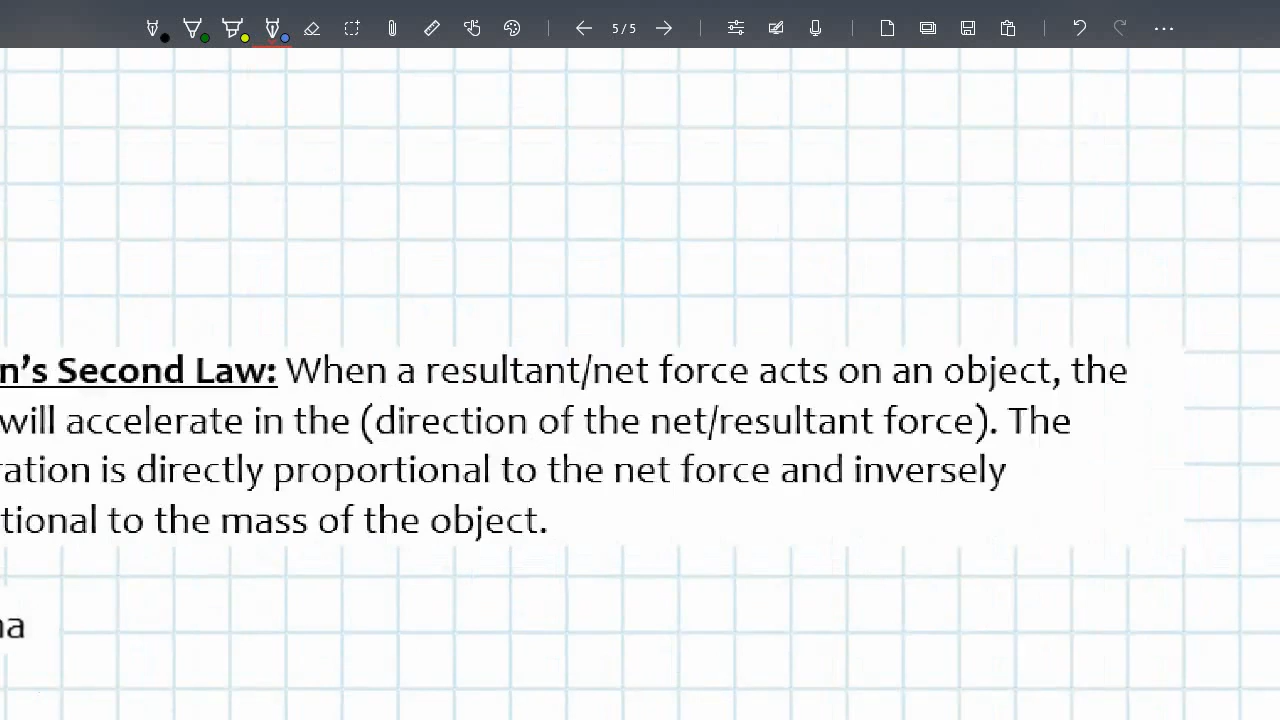 5/5
n's Second Law: When a resultant/net force acts on an object, the
will accelerate in the (direction of the net/resultant force). The
ration is directly proportional to the net force and inversely
tional to the mass of the object.
na